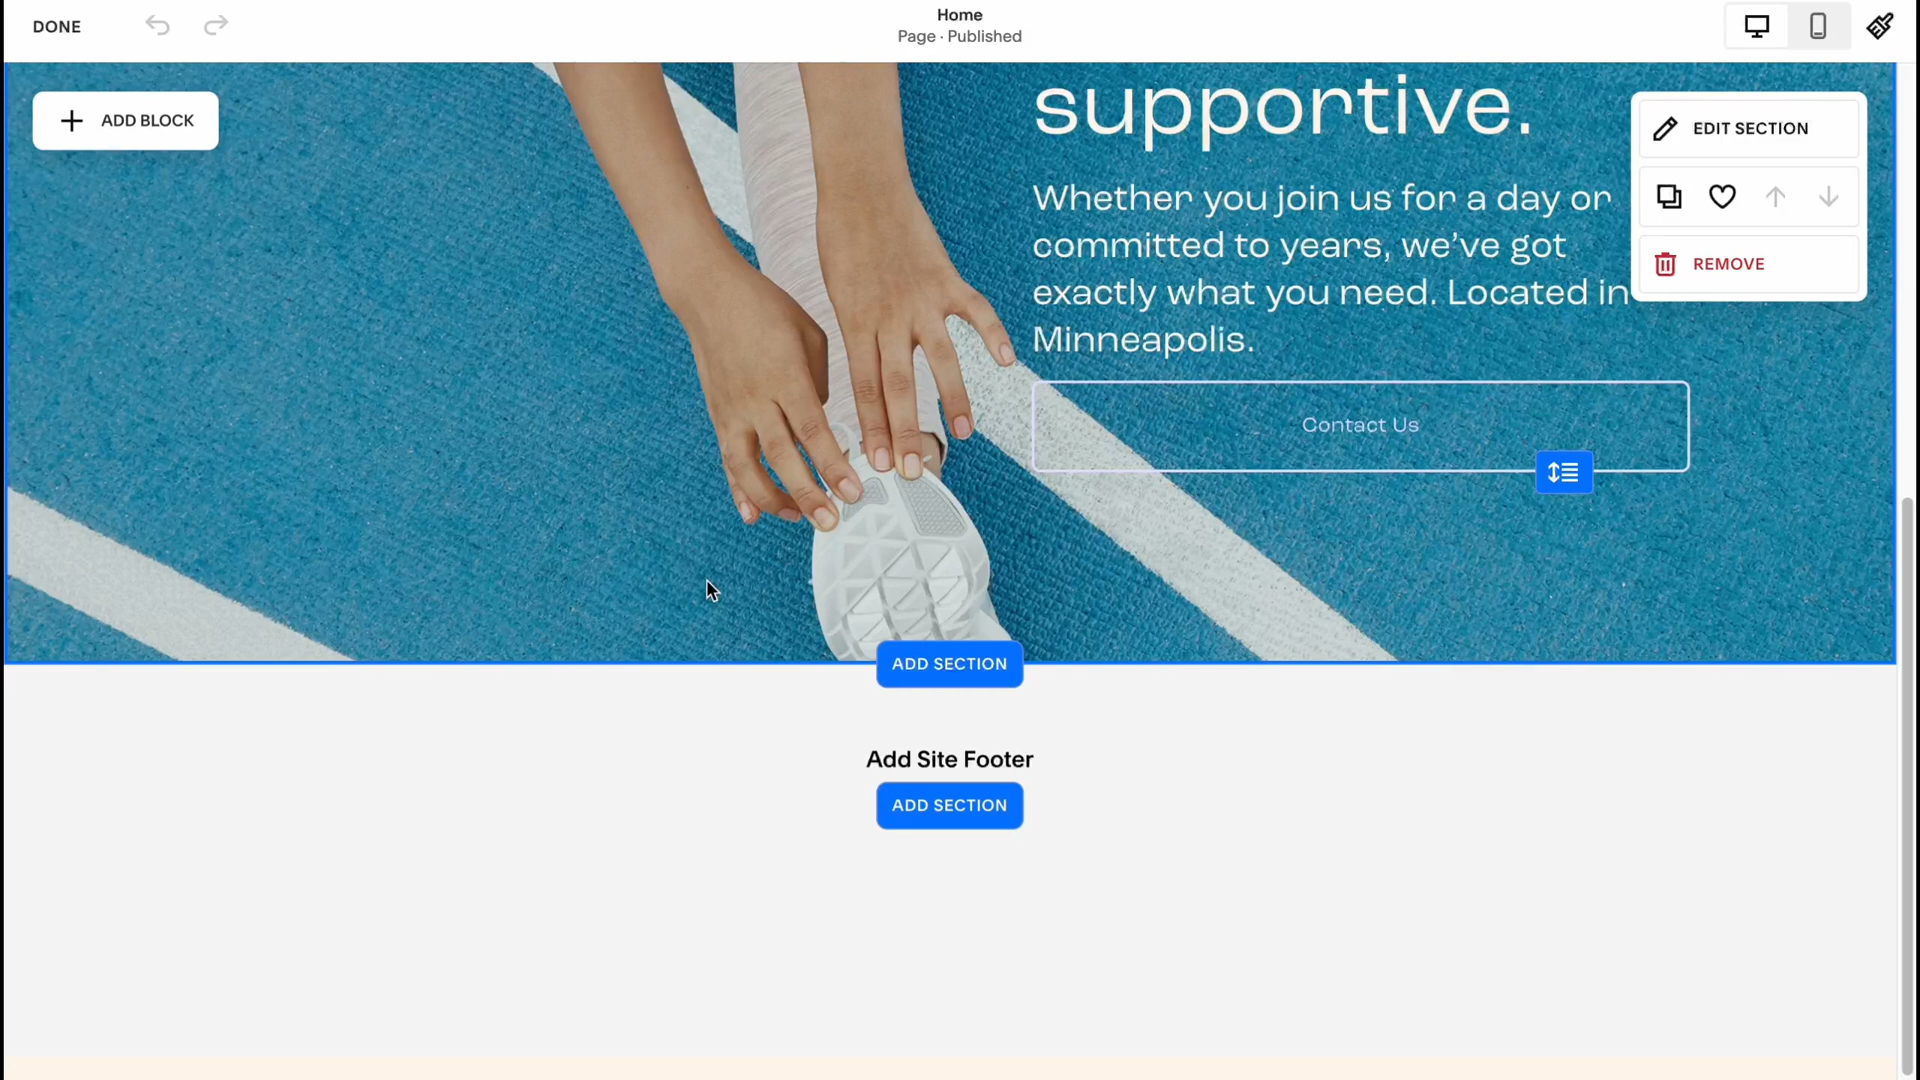 DONE
Home
Page · Published
ADD BLOCK
supportive.
EDIT SECTION
Whether you join us for a day or
committed to years, we’ve got
exactly what you need. Located in
Minneapolis.
REMOVE
Contact Us
ADD SECTION
Add Site Footer
ADD SECTION